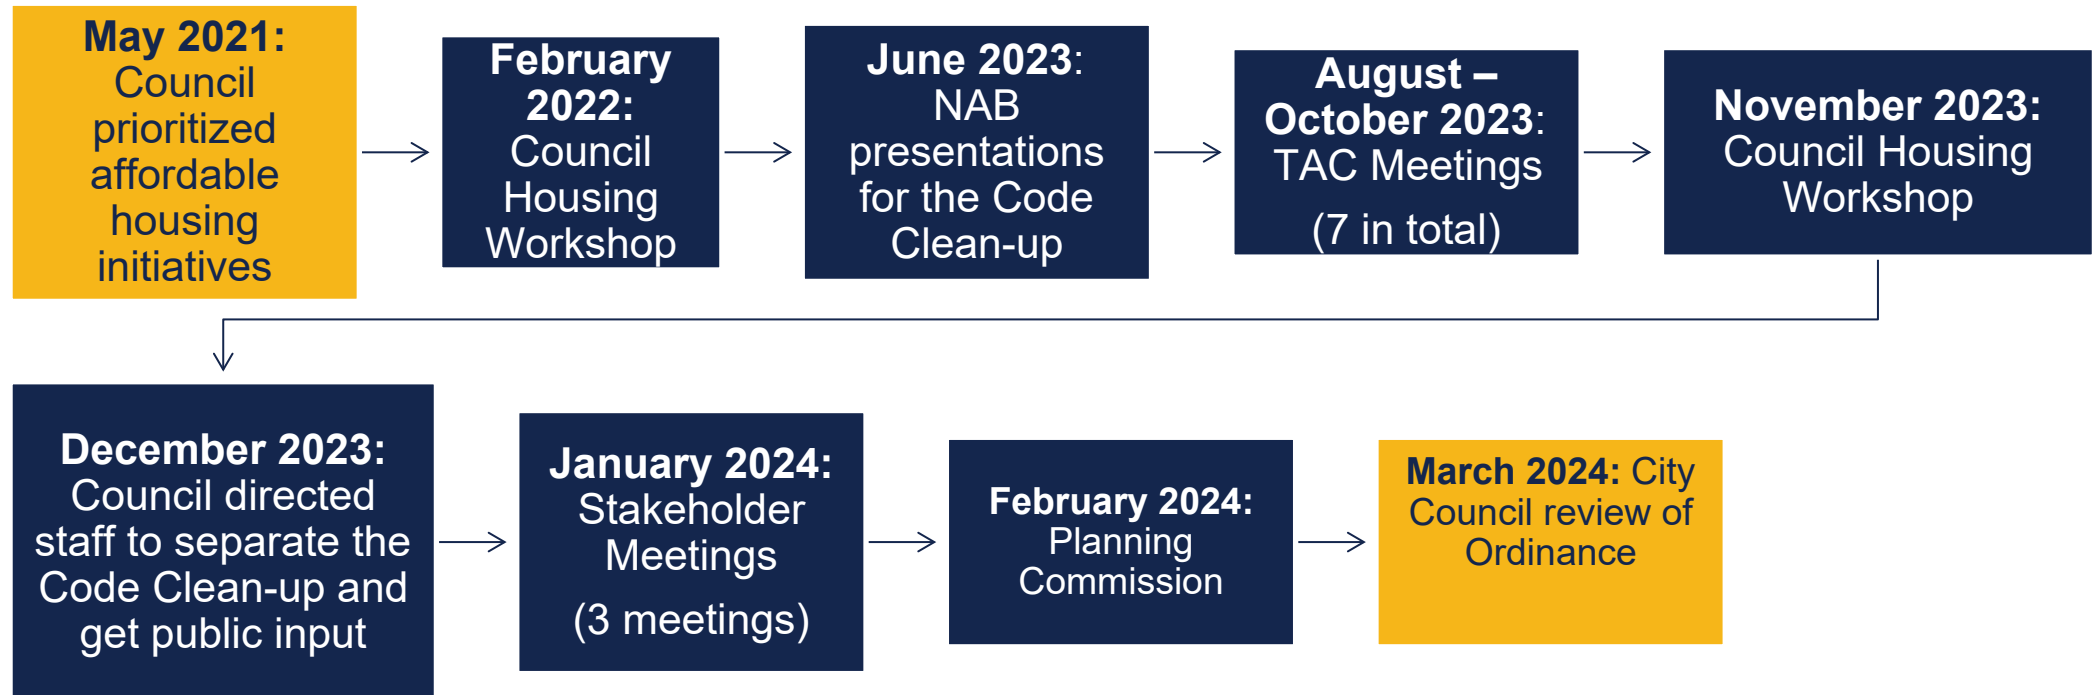 May 2021:
Council
prioritized
affordable
housing
initiatives
February
2022:
Council
Housing
Workshop
June 2023:
NAB
presentations
for the Code
Clean-up
August –
October 2023:
TAC Meetings
(7 in total)
November 2023:
Council Housing
Workshop
December 2023:
Council directed
staff to separate the
Code Clean-up and
get public input
January 2024:
Stakeholder
Meetings
(3 meetings)
February 2024:
Planning
Commission
March 2024: City
Council review of
Ordinance